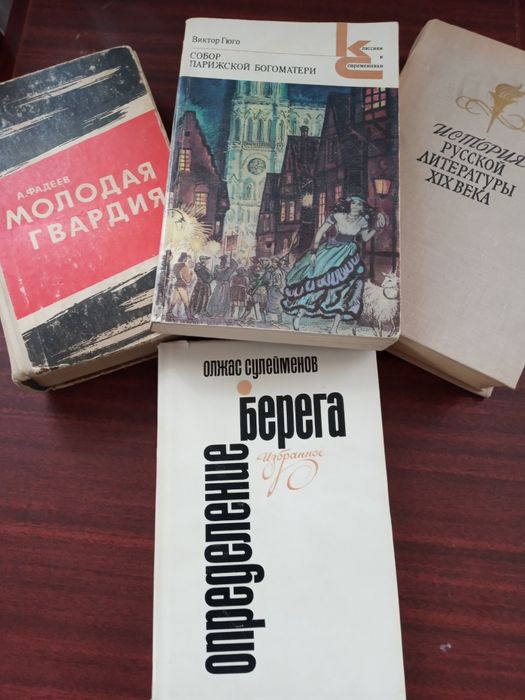 А. ФАДЕЕВ
МОЛОДАЯ
ГВАРДИЯ
Виктор Гюго
СОБОР
ПАРИЖСКОЙ БОГОМАТЕРИ
Классики
и
Современники
ИСТОРИЯ
РУССКОЙ
ЛИТЕРАТУРЫ
XIX ВЕКА
ОЛЖАС СУЛЕЙМЕНОВ
определение
Берега
Избранное